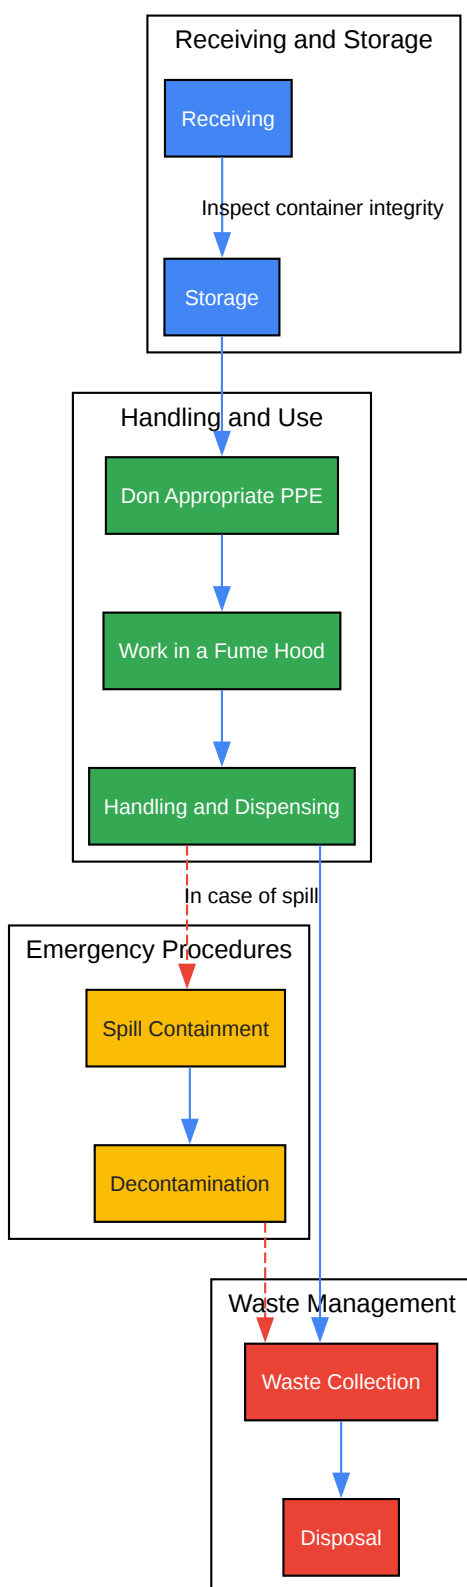 Receiving and Storage
Receiving
Inspect container integrity
Storage
Handling and Use
Don Appropriate PPE
Work in a Fume Hood
Handling and Dispensing
In case of spill
Emergency Procedures
Spill Containment
Decontamination
Waste Management
Waste Collection
Disposal